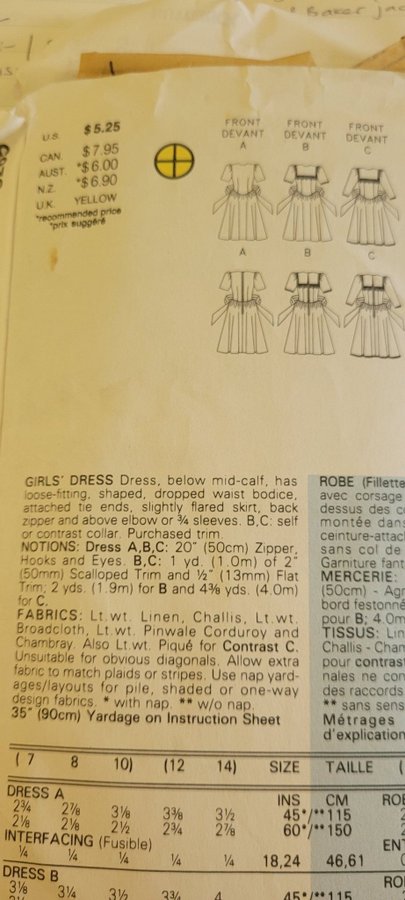 Baker jac
U.S. $5.25
CAN. $7.95
AUST. *$6.00
N.Z. *$6.90
U.K. YELLOW
*recommended price
*prix suggéré
FRONT DEVANT A
FRONT DEVANT B
FRONT DEVANT C
A B C
GIRLS' DRESS Dress, below mid-calf, has
loose-fitting, shaped, dropped waist bodice,
attached tie ends, slightly flared skirt, back
zipper and above elbow or ¾ sleeves. B,C: self
or contrast collar. Purchased trim.
NOTIONS: Dress A,B,C: 20" (50cm) Zipper,
Hooks and Eyes. B,C: 1 yd. (1.0m) of 2"
(50mm) Scalloped Trim and ½" (13mm) Flat
Trim; 2 yds. (1.9m) for B and 4⅜ yds. (4.0m)
for C.
FABRICS: Lt.wt. Linen, Challis, Lt.wt.
Broadcloth, Lt.wt. Pinwale Corduroy and
Chambray. Also Lt.wt. Piqué for Contrast C.
Unsuitable for obvious diagonals. Allow extra
fabric to match plaids or stripes. Use nap yard-
ages/layouts for pile, shaded or one-way
design fabrics. * with nap. ** w/o nap.
35" (90cm) Yardage on Instruction Sheet
ROBE (Fillette
avec corsage
dessus des co
montée dans
ceinture-attac
sans col de
Garniture fant
MERCERIE:
(50cm) - Agr
bord festonné
pour B; 4.0m
TISSUS: Lin
Challis - Cham
pour contrast
nales ne con
des raccords
** sans sens
Métrages
d'explication
( 7 8 10) (12 14) SIZE TAILLE (
DRESS A INS CM ROB
2¾ 2⅞ 3⅛ 3⅜ 3½ 45*/**115
2⅛ 2⅛ 2½ 2¾ 2⅞ 60*/**150
INTERFACING (Fusible) ENT
¼ ¼ ¼ ¼ ¼ 18,24 46,61
DRESS B RO
3⅛ 3¼ 3½ 3¾ 4 45*/**115